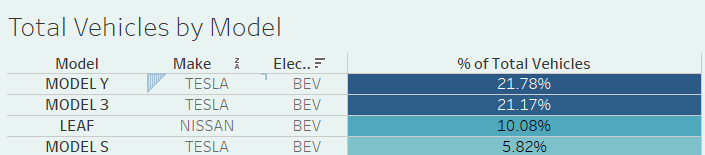 Total Vehicles by Model
Model Make Elec.. % of Total Vehicles
MODEL Y TESLA BEV 21.78%
MODEL 3 TESLA BEV 21.17%
LEAF NISSAN BEV 10.08%
MODEL S TESLA BEV 5.82%